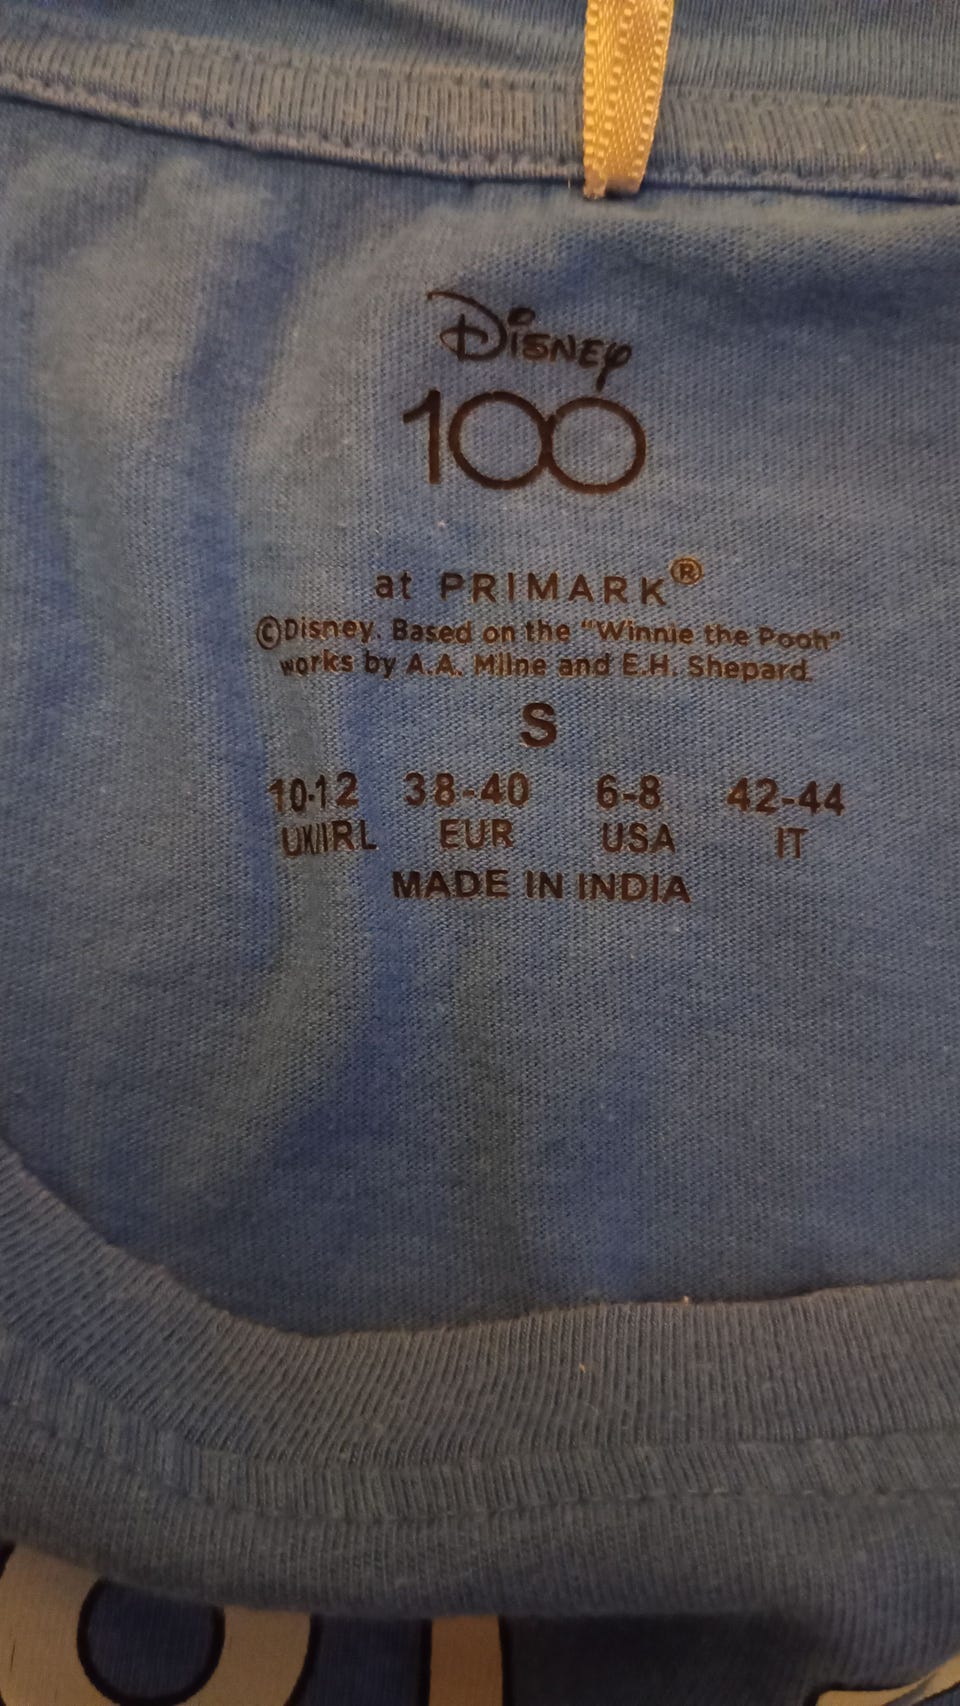 Disney
100
at PRIMARK®
©Disney. Based on the "Winnie the Pooh"
works by A.A. Milne and E.H. Shepard.
S
10-12 38-40 6-8 42-44
UK/IRL EUR USA IT
MADE IN INDIA